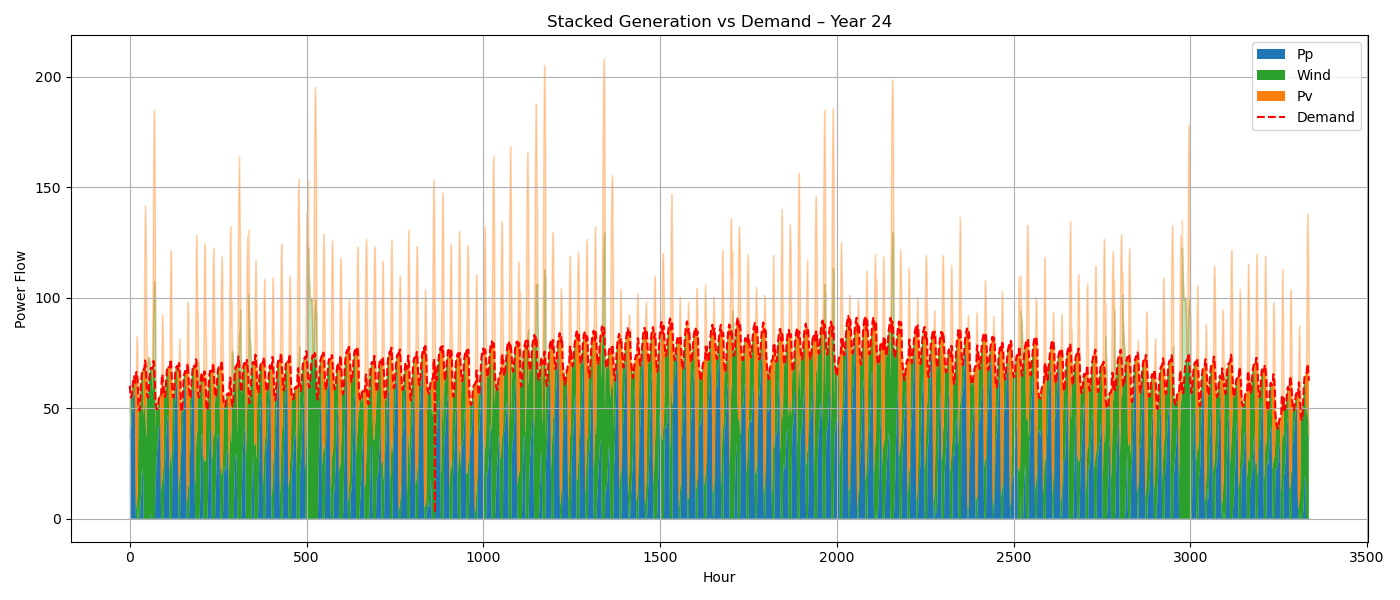 Stacked Generation vs Demand – Year 24
Power Flow
200
150
100
50
0
Pp
Wind
Pv
Demand
0 500 1000 1500 2000 2500 3000 3500
Hour